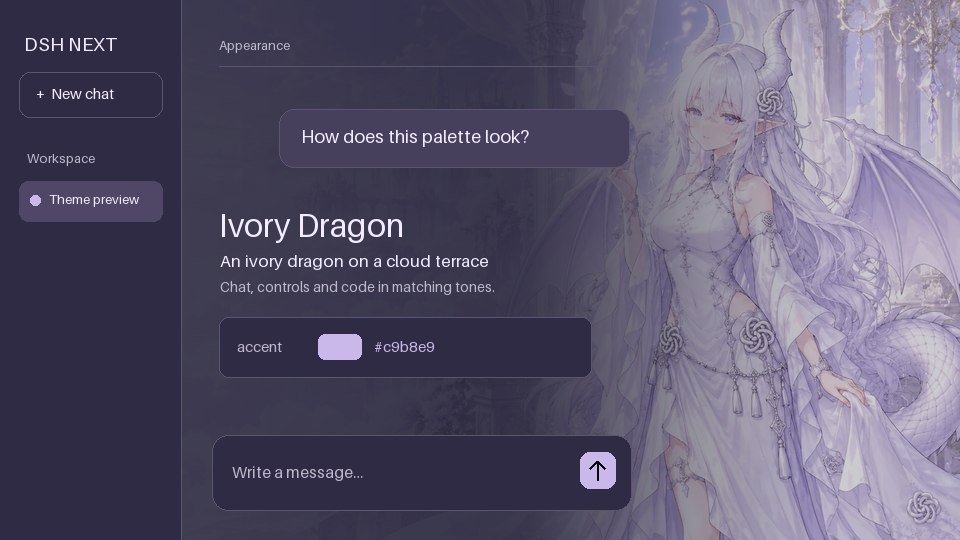 DSH NEXT
+ New chat
Workspace
Theme preview
Appearance
How does this palette look?
Ivory Dragon
An ivory dragon on a cloud terrace
Chat, controls and code in matching tones.
accent #c9b8e9
Write a message...